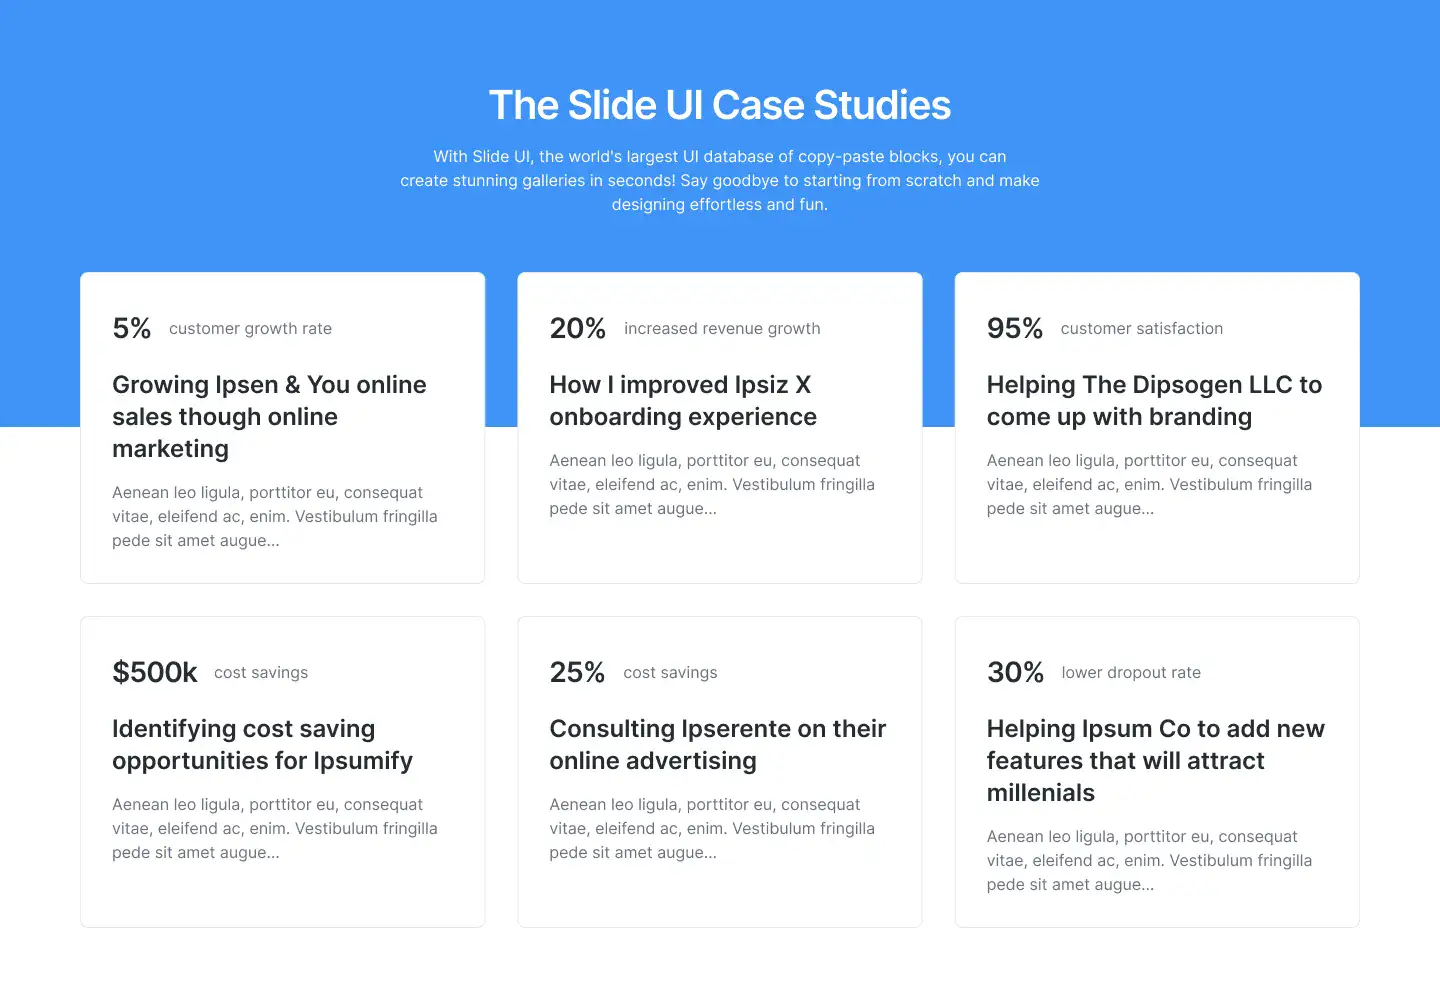 The Slide UI Case Studies
With Slide UI, the world's largest UI database of copy-paste blocks, you can
create stunning galleries in seconds! Say goodbye to starting from scratch and make
designing effortless and fun.
5% customer growth rate
Growing Ipsen & You online
sales though online
marketing
Aenean leo ligula, porttitor eu, consequat
vitae, eleifend ac, enim. Vestibulum fringilla
pede sit amet augue...
20% increased revenue growth
How I improved Ipsiz X
onboarding experience
Aenean leo ligula, porttitor eu, consequat
vitae, eleifend ac, enim. Vestibulum fringilla
pede sit amet augue...
95% customer satisfaction
Helping The Dipsogen LLC to
come up with branding
Aenean leo ligula, porttitor eu, consequat
vitae, eleifend ac, enim. Vestibulum fringilla
pede sit amet augue...
$500k cost savings
Identifying cost saving
opportunities for Ipsumify
Aenean leo ligula, porttitor eu, consequat
vitae, eleifend ac, enim. Vestibulum fringilla
pede sit amet augue...
25% cost savings
Consulting Ipserente on their
online advertising
Aenean leo ligula, porttitor eu, consequat
vitae, eleifend ac, enim. Vestibulum fringilla
pede sit amet augue...
30% lower dropout rate
Helping Ipsum Co to add new
features that will attract
millenials
Aenean leo ligula, porttitor eu, consequat
vitae, eleifend ac, enim. Vestibulum fringilla
pede sit amet augue...